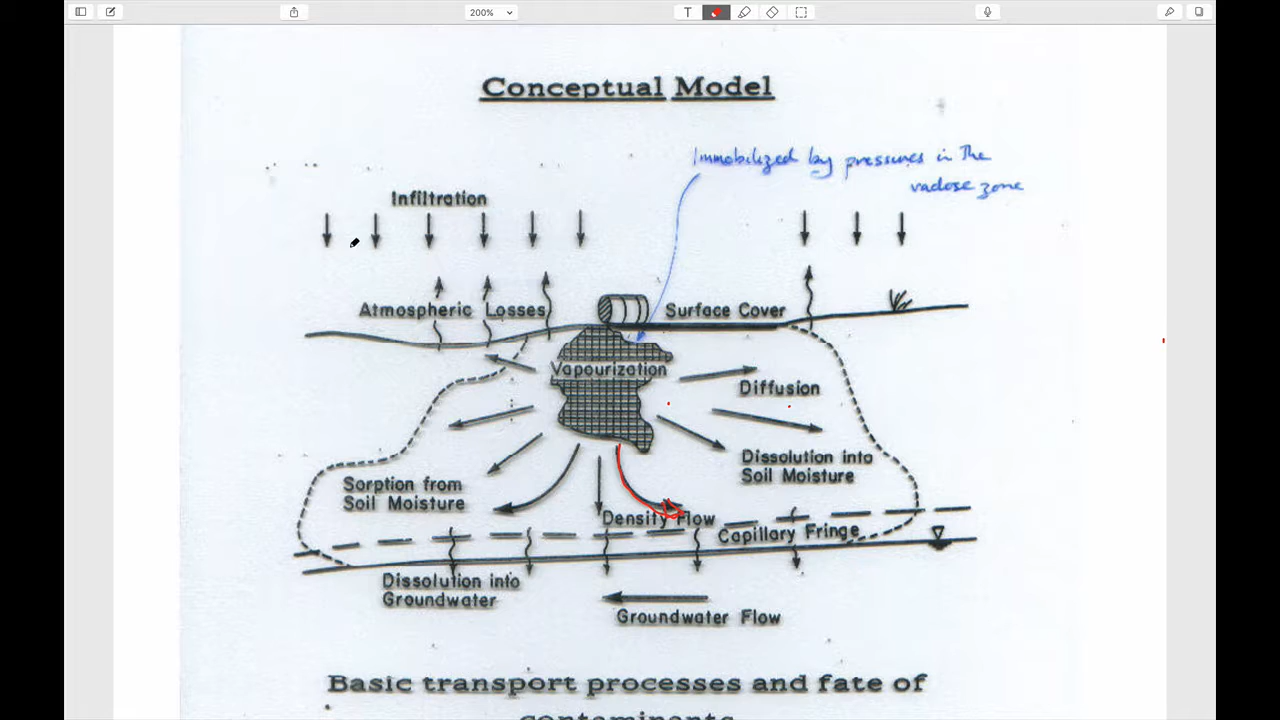 200%
T
Conceptual Model
Immobilized by pressures in the
vadose zone
Infiltration
Atmospheric Losses
Surface Cover
Vapourization
Diffusion
Dissolution into
Soil Moisture
Sorption from
Soil Moisture
Density Flow
Capillary Fringe
Dissolution into
Groundwater
Groundwater Flow
Basic transport processes and fate of
contaminants